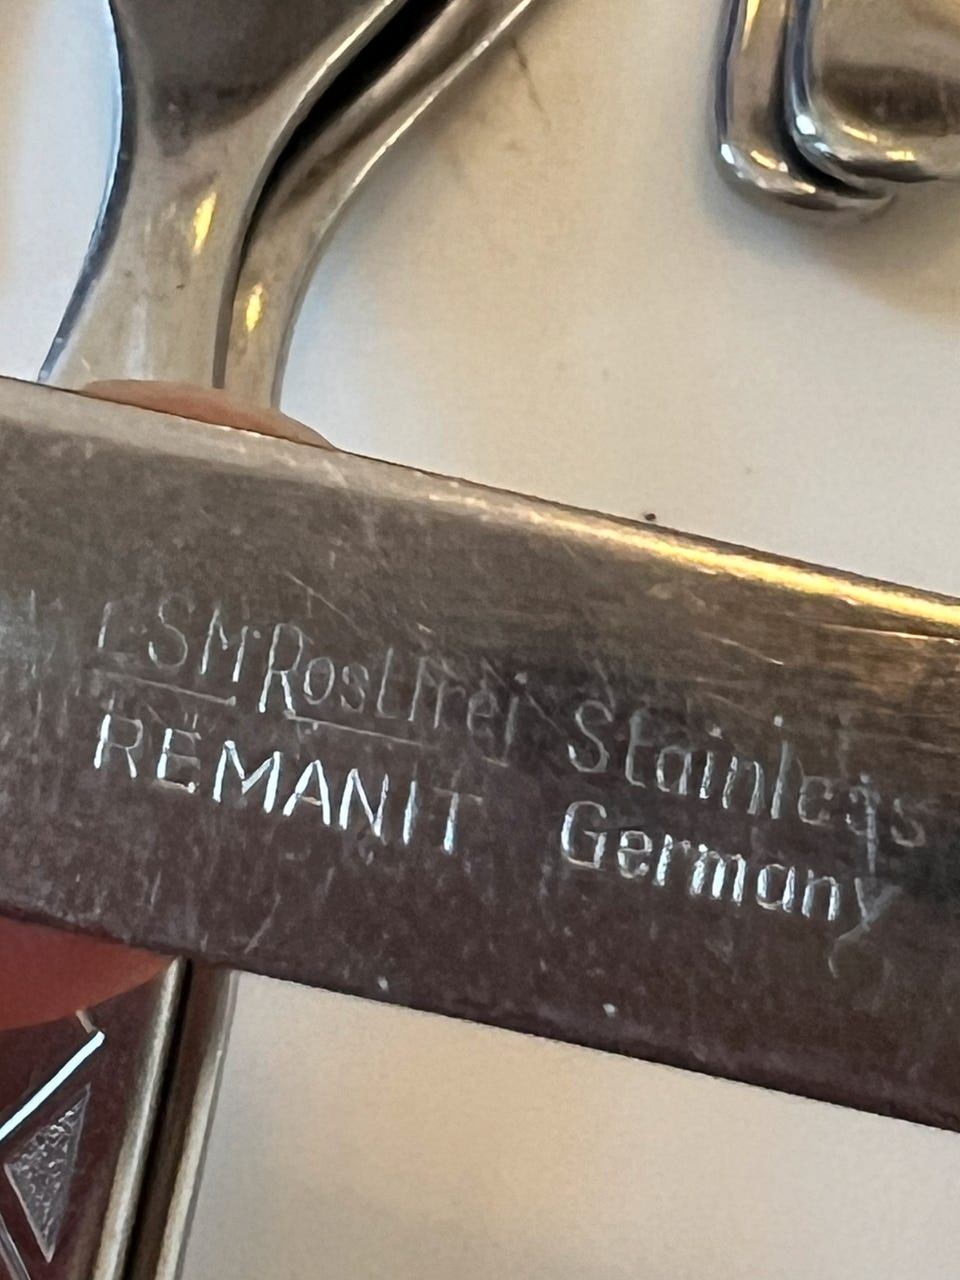 LSM Rostfrei Stainless
REMANIT Germany